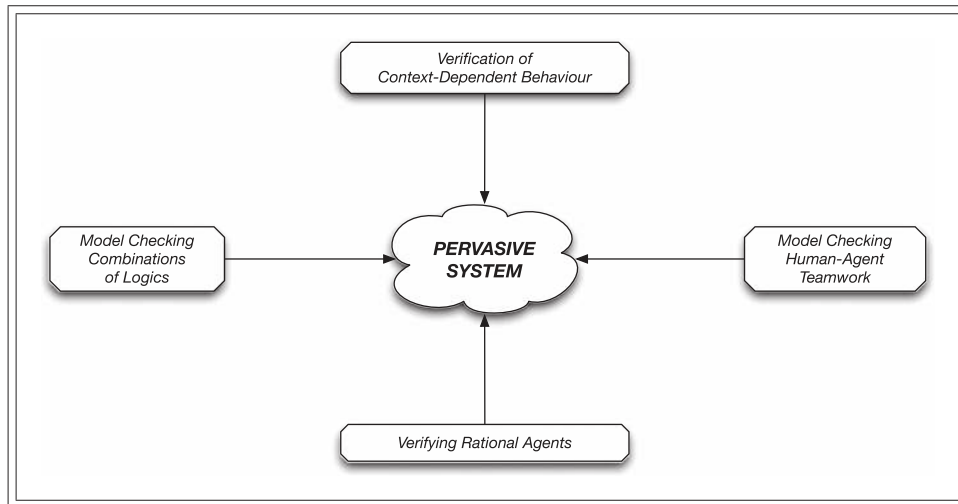 Verification of
Context-Dependent Behaviour
Model Checking
Combinations
of Logics
PERVASIVE
SYSTEM
Model Checking
Human-Agent
Teamwork
Verifying Rational Agents